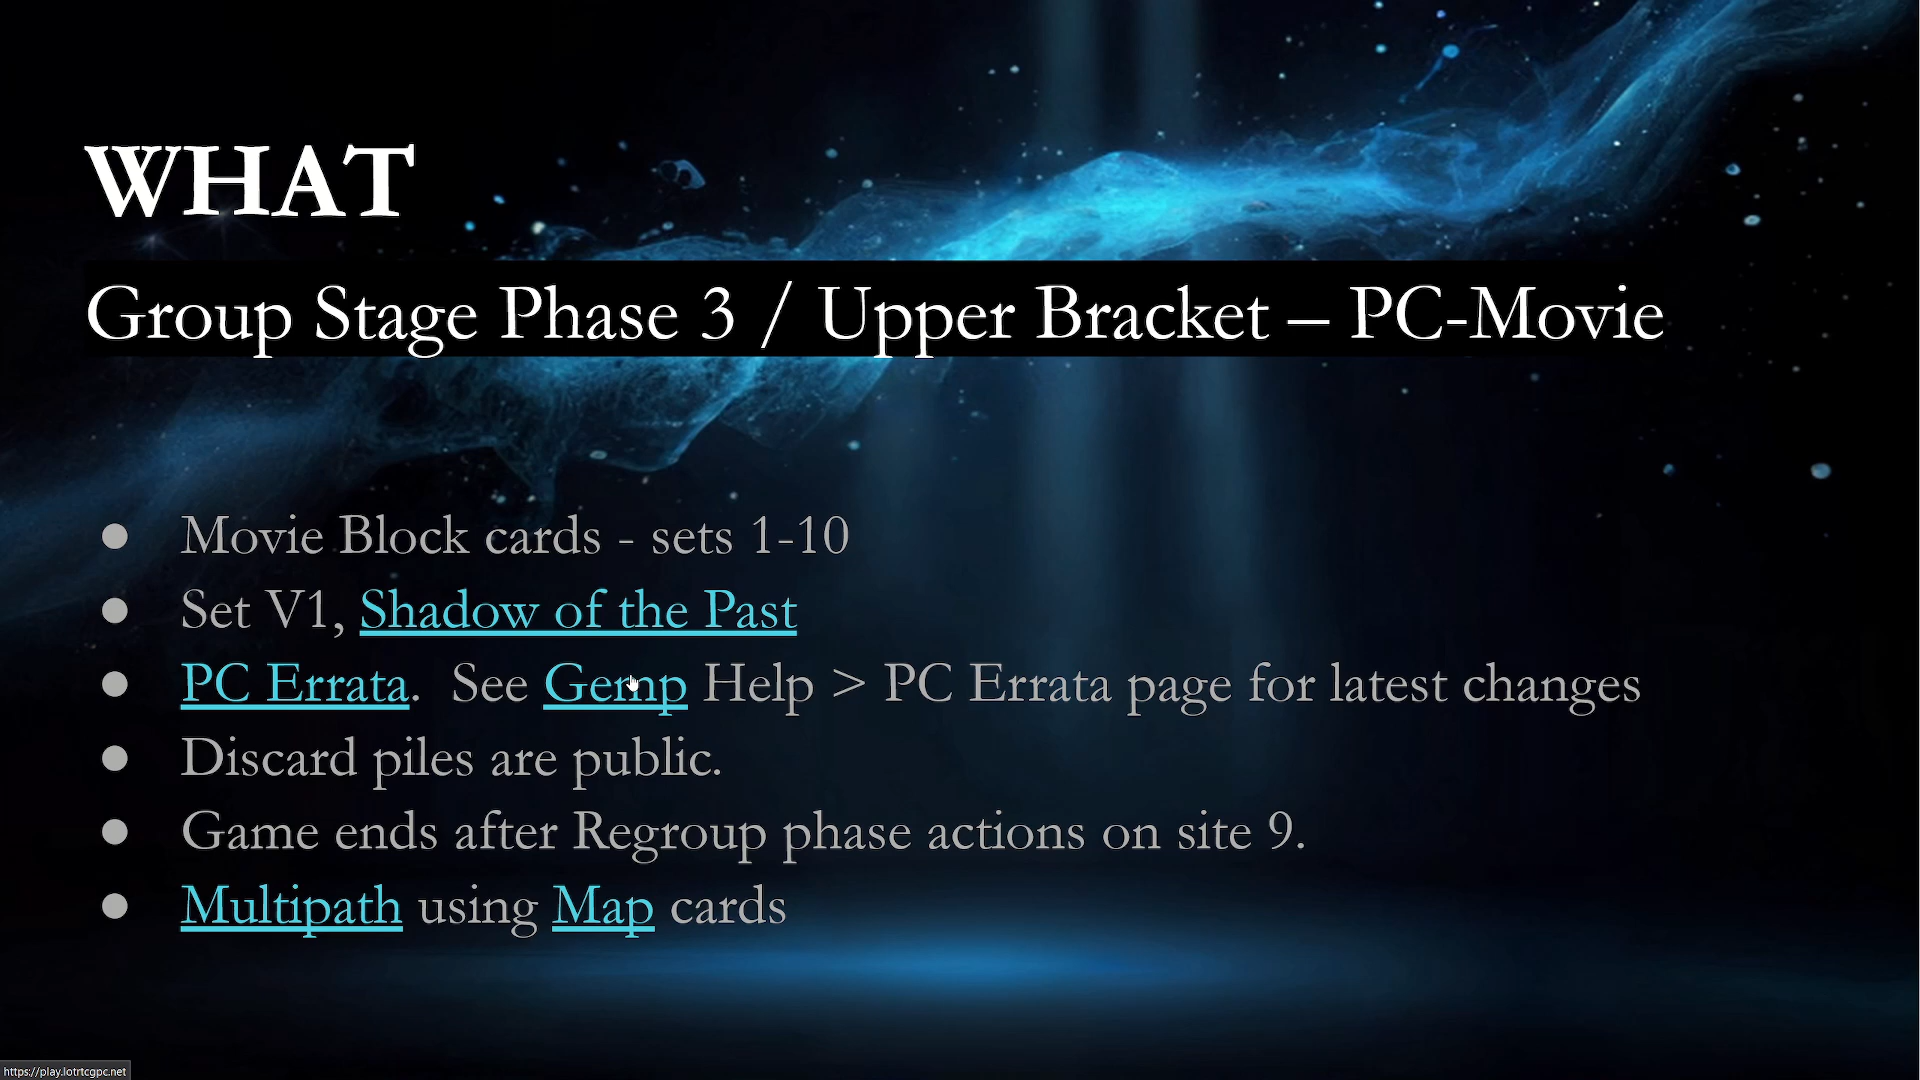 WHAT
Group Stage Phase 3 / Upper Bracket – PC-Movie
● Movie Block cards - sets 1-10
● Set V1, Shadow of the Past
● PC Errata.  See Gemp Help > PC Errata page for latest changes
● Discard piles are public.
● Game ends after Regroup phase actions on site 9.
● Multipath using Map cards
https://play.lotrtcgpc.net